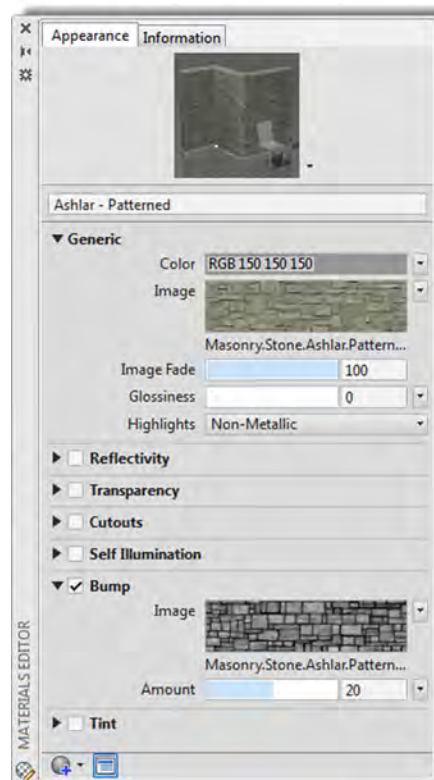 Appearance Information
Ashlar - Patterned
Generic
Color RGB 150 150 150
Image
Masonry.Stone.Ashlar.Pattern...
Image Fade 100
Glossiness 0
Highlights Non-Metallic
Reflectivity
Transparency
Cutouts
Self Illumination
Bump
Image
Masonry.Stone.Ashlar.Pattern...
Amount 20
Tint
MATERIALS EDITOR